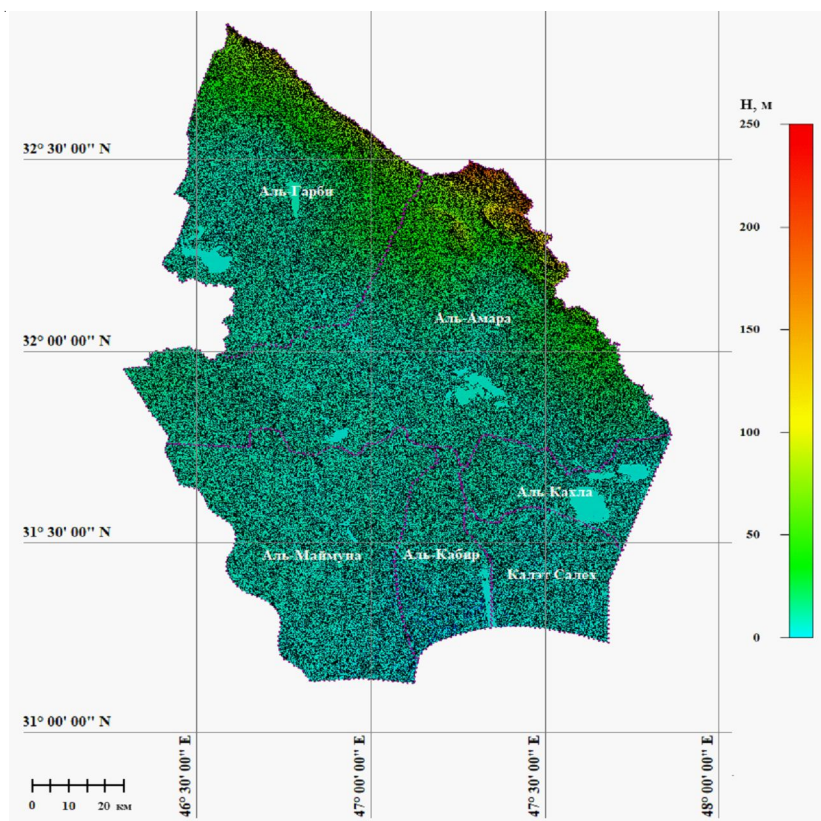 H, м
250
32° 30' 00" N
Аль-Гарби
200
Аль-Амара
150
32° 00' 00" N
100
Аль-Кахла
31° 30' 00" N
50
Аль-Маймуна
Аль-Кабир
Калэт Салех
0
31° 00' 00" N
46° 30' 00" E
47° 00' 00" E
47° 30' 00" E
48° 00' 00" E
0 10 20 км